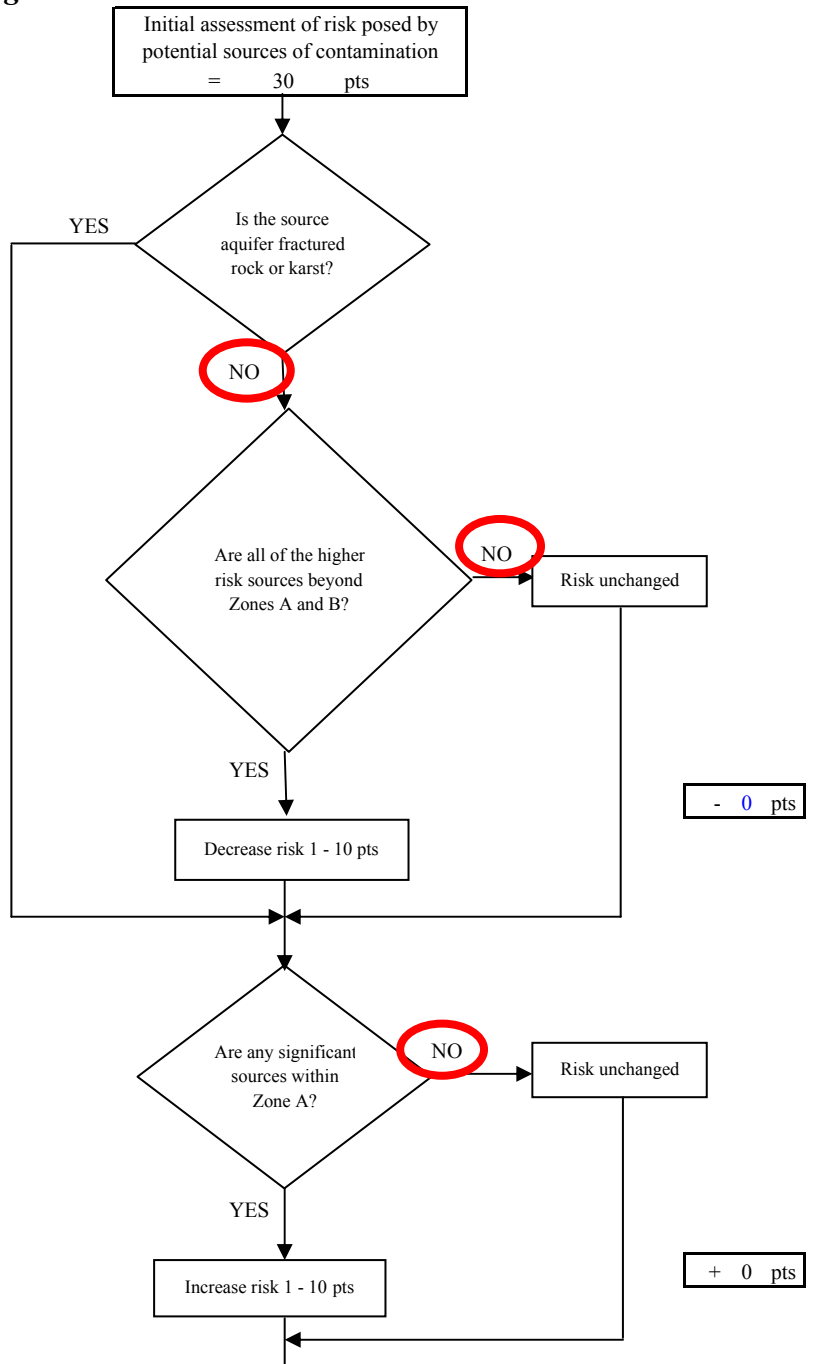 g
Initial assessment of risk posed by
potential sources of contamination
= 30 pts
YES
Is the source
aquifer fractured
rock or karst?
NO
Are all of the higher
risk sources beyond
Zones A and B?
NO
Risk unchanged
YES
- 0 pts
Decrease risk 1 - 10 pts
Are any significant
sources within
Zone A?
NO
Risk unchanged
YES
+ 0 pts
Increase risk 1 - 10 pts